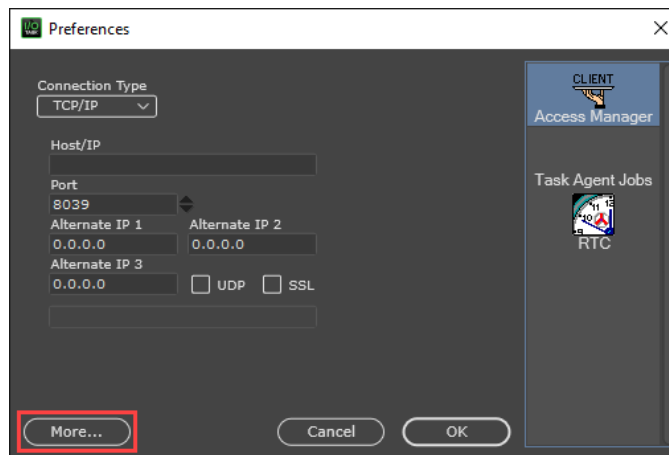 I/O
TASK
Preferences
Connection Type
TCP/IP
Host/IP
Port
8039
Alternate IP 1 Alternate IP 2
0.0.0.0 0.0.0.0
Alternate IP 3
0.0.0.0 UDP SSL
More... Cancel OK
CLIENT
Access Manager
Task Agent Jobs
RTC